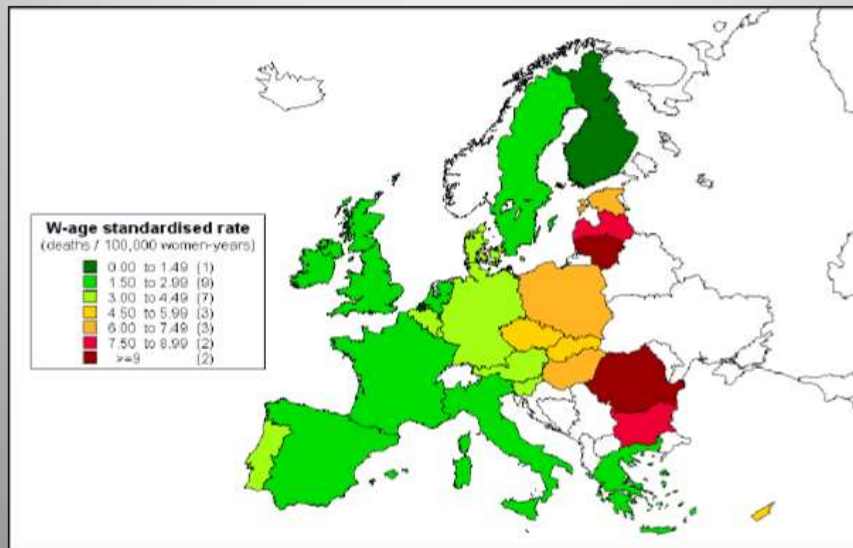 W-age standardised rate
(deaths / 100,000 women-years)
0.00 to 1.49 (1)
1.50 to 2.99 (9)
3.00 to 4.49 (7)
4.50 to 5.99 (3)
6.00 to 7.49 (3)
7.50 to 8.99 (2)
>=9 (2)